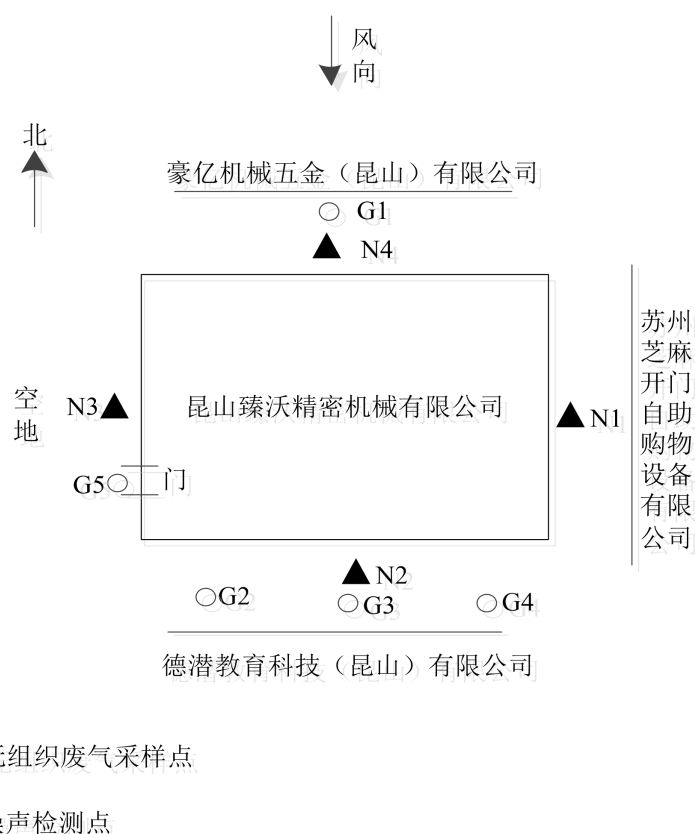 风
向
北
豪亿机械五金（昆山）有限公司
G1
N4
苏州
芝麻
开门
自助
购物
设备
有限
公司
空
地
N3
昆山臻沃精密机械有限公司
N1
G5
门
N2
G2
G3
G4
德潜教育科技（昆山）有限公司
组织废气采样点
声检测点